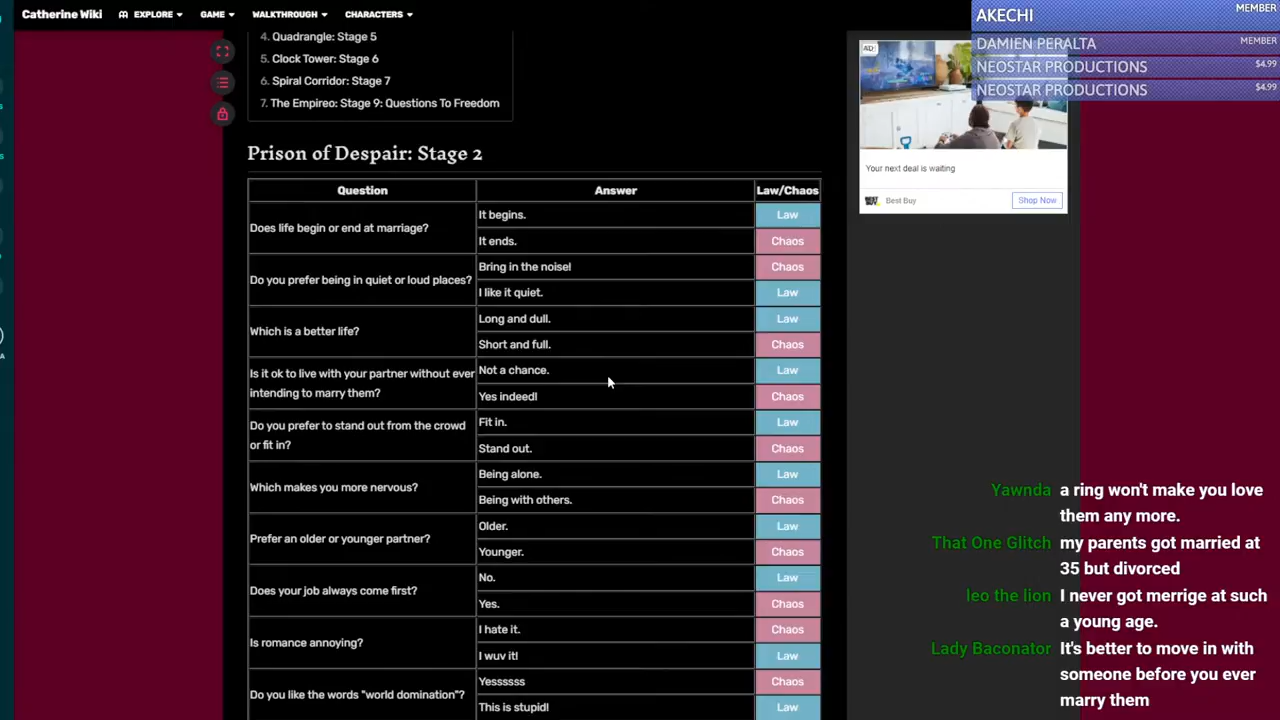 Catherine Wiki
EXPLORE
GAME
WALKTHROUGH
CHARACTERS
4. Quadrangle: Stage 5
5. Clock Tower: Stage 6
6. Spiral Corridor: Stage 7
7. The Empireo: Stage 9: Questions To Freedom
Prison of Despair: Stage 2
Question Answer Law/Chaos
Does life begin or end at marriage?
It begins. Law
It ends. Chaos
Do you prefer being in quiet or loud places?
Bring in the noise! Chaos
I like it quiet. Law
Which is a better life?
Long and dull. Law
Short and full. Chaos
Is it ok to live with your partner without ever
intending to marry them?
Not a chance. Law
Yes indeed! Chaos
Do you prefer to stand out from the crowd
or fit in?
Fit in. Law
Stand out. Chaos
Which makes you more nervous?
Being alone. Law
Being with others. Chaos
Prefer an older or younger partner?
Older. Law
Younger. Chaos
Does your job always come first?
No. Law
Yes. Chaos
Is romance annoying?
I hate it. Chaos
I wuv it! Law
Do you like the words "world domination"?
Yessssss Chaos
This is stupid! Law
AD
Your next deal is waiting
Best Buy
Shop Now
AKECHI MEMBER
DAMIEN PERALTA MEMBER
NEOSTAR PRODUCTIONS $4.99
NEOSTAR PRODUCTIONS $4.99
Yawnda a ring won't make you love
them any more.
That One Glitch my parents got married at
35 but divorced
leo the lion I never got merrige at such
a young age.
Lady Baconator It's better to move in with
someone before you ever
marry them